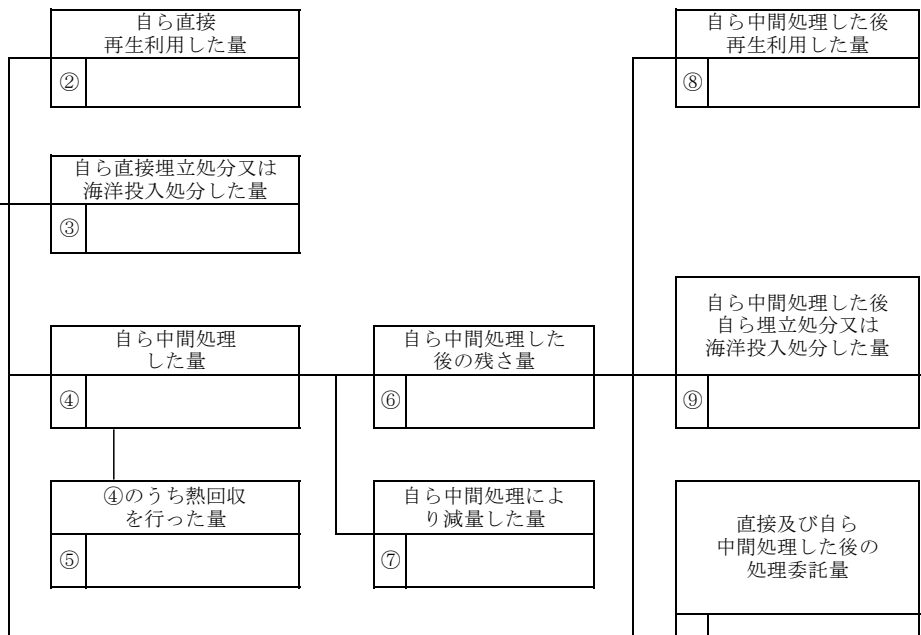 自ら直接
再生利用した量
②
自ら直接埋立処分又は
海洋投入処分した量
③
自ら中間処理
した量
④
④のうち熱回収
を行った量
⑤
自ら中間処理した
後の残さ量
⑥
自ら中間処理によ
り減量した量
⑦
自ら中間処理した後
再生利用した量
⑧
自ら中間処理した後
自ら埋立処分又は
海洋投入処分した量
⑨
直接及び自ら
中間処理した後の
処理委託量